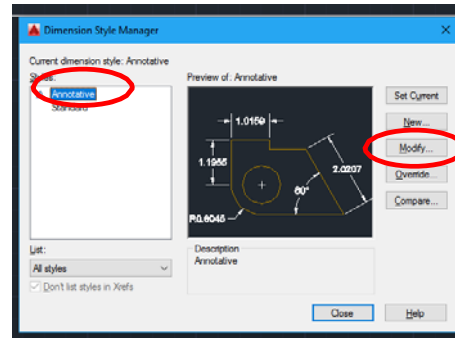 Dimension Style Manager
Current dimension style: Annotative
Styles:
Annotative
Standard
Preview of: Annotative
1.0159
1.1955
2.0207
60°
R0.8045
Set Current
New...
Modify...
Override...
Compare...
List:
All styles
Don't list styles in Xrefs
Description
Annotative
Close
Help